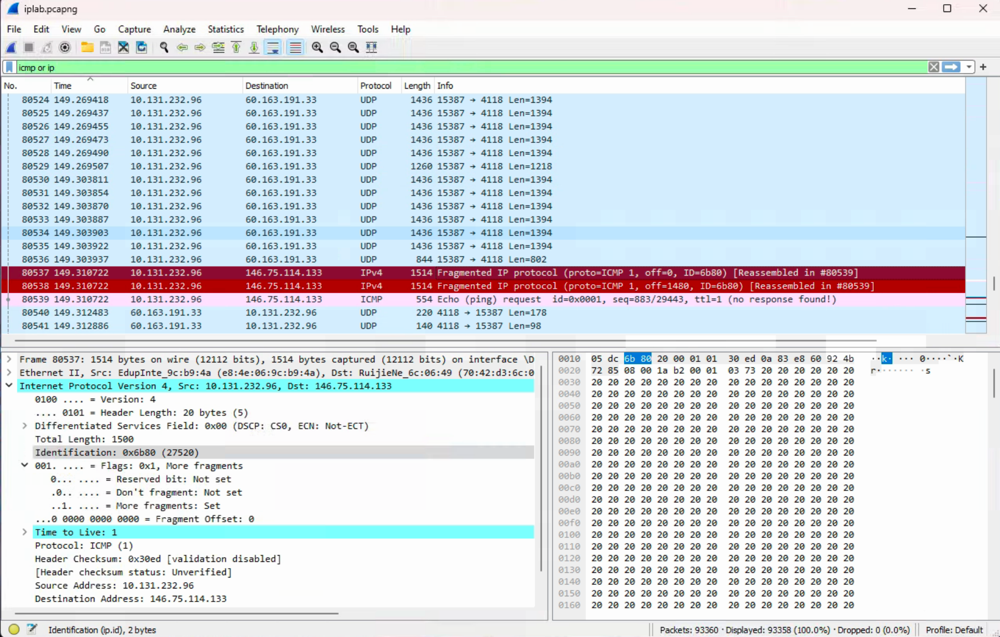 iplab.pcapng
File Edit View Go Capture Analyze Statistics Telephony Wireless Tools Help
icmp or ip
No. Time Source Destination Protocol Length Info
80524 149.269418 10.131.232.96 60.163.191.33 UDP 1436 15387 → 4118 Len=1394
80525 149.269437 10.131.232.96 60.163.191.33 UDP 1436 15387 → 4118 Len=1394
80526 149.269455 10.131.232.96 60.163.191.33 UDP 1436 15387 → 4118 Len=1394
80527 149.269473 10.131.232.96 60.163.191.33 UDP 1436 15387 → 4118 Len=1394
80528 149.269490 10.131.232.96 60.163.191.33 UDP 1436 15387 → 4118 Len=1394
80529 149.269507 10.131.232.96 60.163.191.33 UDP 1260 15387 → 4118 Len=1218
80530 149.303811 10.131.232.96 60.163.191.33 UDP 1436 15387 → 4118 Len=1394
80531 149.303854 10.131.232.96 60.163.191.33 UDP 1436 15387 → 4118 Len=1394
80532 149.303870 10.131.232.96 60.163.191.33 UDP 1436 15387 → 4118 Len=1394
80533 149.303887 10.131.232.96 60.163.191.33 UDP 1436 15387 → 4118 Len=1394
80534 149.303903 10.131.232.96 60.163.191.33 UDP 1436 15387 → 4118 Len=1394
80535 149.303922 10.131.232.96 60.163.191.33 UDP 1436 15387 → 4118 Len=1394
80536 149.303937 10.131.232.96 60.163.191.33 UDP 844 15387 → 4118 Len=802
80537 149.310722 10.131.232.96 146.75.114.133 IPv4 1514 Fragmented IP protocol (proto=ICMP 1, off=0, ID=6b80) [Reassembled in #80539]
80538 149.310722 10.131.232.96 146.75.114.133 IPv4 1514 Fragmented IP protocol (proto=ICMP 1, off=1480, ID=6b80) [Reassembled in #80539]
80539 149.310722 10.131.232.96 146.75.114.133 ICMP 554 Echo (ping) request id=0x0001, seq=883/29443, ttl=1 (no response found!)
80540 149.312483 60.163.191.33 10.131.232.96 UDP 220 4118 → 15387 Len=178
80541 149.312886 60.163.191.33 10.131.232.96 UDP 140 4118 → 15387 Len=98
Frame 80537: 1514 bytes on wire (12112 bits), 1514 bytes captured (12112 bits) on interface \D
Ethernet II, Src: EdupInte_9c:b9:4a (e8:4e:06:9c:b9:4a), Dst: RuijieNe_6c:06:49 (70:42:d3:6c:0
Internet Protocol Version 4, Src: 10.131.232.96, Dst: 146.75.114.133
0100 .... = Version: 4
.... 0101 = Header Length: 20 bytes (5)
Differentiated Services Field: 0x00 (DSCP: CS0, ECN: Not-ECT)
Total Length: 1500
Identification: 0x6b80 (27520)
001. .... = Flags: 0x1, More fragments
0... .... = Reserved bit: Not set
.0.. .... = Don't fragment: Not set
..1. .... = More fragments: Set
...0 0000 0000 0000 = Fragment Offset: 0
Time to Live: 1
Protocol: ICMP (1)
Header Checksum: 0x30ed [validation disabled]
[Header checksum status: Unverified]
Source Address: 10.131.232.96
Destination Address: 146.75.114.133
0010 05 dc 6b 80 20 00 01 01 30 ed 0a 83 e8 60 92 4b ··k· ··· 0····`·K
0020 72 85 08 00 1a b2 00 01 03 73 20 20 20 20 20 20 r······· ·s
0030 20 20 20 20 20 20 20 20 20 20 20 20 20 20 20 20
0040 20 20 20 20 20 20 20 20 20 20 20 20 20 20 20 20
0050 20 20 20 20 20 20 20 20 20 20 20 20 20 20 20 20
0060 20 20 20 20 20 20 20 20 20 20 20 20 20 20 20 20
0070 20 20 20 20 20 20 20 20 20 20 20 20 20 20 20 20
0080 20 20 20 20 20 20 20 20 20 20 20 20 20 20 20 20
0090 20 20 20 20 20 20 20 20 20 20 20 20 20 20 20 20
00a0 20 20 20 20 20 20 20 20 20 20 20 20 20 20 20 20
00b0 20 20 20 20 20 20 20 20 20 20 20 20 20 20 20 20
00c0 20 20 20 20 20 20 20 20 20 20 20 20 20 20 20 20
00d0 20 20 20 20 20 20 20 20 20 20 20 20 20 20 20 20
00e0 20 20 20 20 20 20 20 20 20 20 20 20 20 20 20 20
00f0 20 20 20 20 20 20 20 20 20 20 20 20 20 20 20 20
0100 20 20 20 20 20 20 20 20 20 20 20 20 20 20 20 20
0110 20 20 20 20 20 20 20 20 20 20 20 20 20 20 20 20
0120 20 20 20 20 20 20 20 20 20 20 20 20 20 20 20 20
0130 20 20 20 20 20 20 20 20 20 20 20 20 20 20 20 20
0140 20 20 20 20 20 20 20 20 20 20 20 20 20 20 20 20
0150 20 20 20 20 20 20 20 20 20 20 20 20 20 20 20 20
0160 20 20 20 20 20 20 20 20 20 20 20 20 20 20 20 20
Identification (ip.id), 2 bytes
Packets: 93360 · Displayed: 93358 (100.0%) · Dropped: 0 (0.0%)
Profile: Default